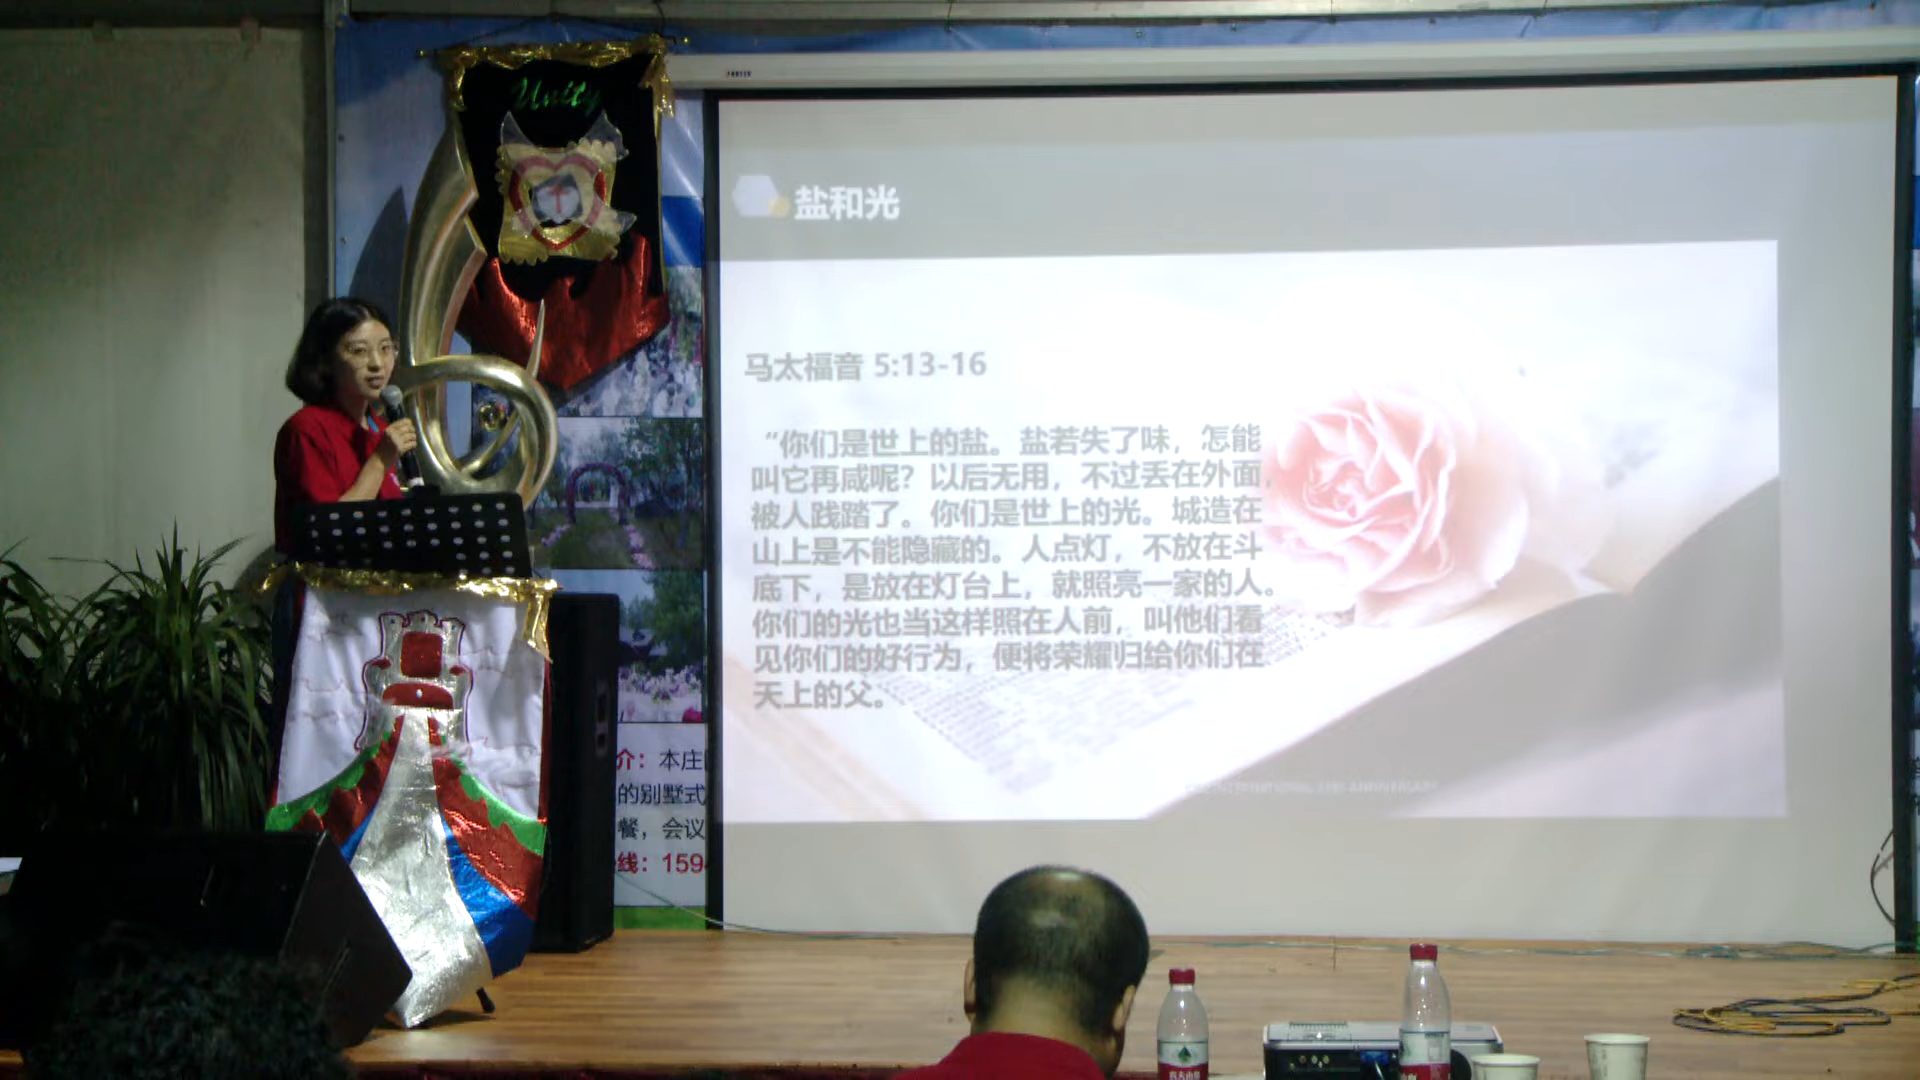 Unity
盐和光
马太福音 5:13-16
“你们是世上的盐。盐若失了味，怎能
叫它再咸呢？以后无用，不过丢在外面，
被人践踏了。你们是世上的光。城造在
山上是不能隐藏的。人点灯，不放在斗
底下，是放在灯台上，就照亮一家的人。
你们的光也当这样照在人前，叫他们看
见你们的好行为，便将荣耀归给你们在
天上的父。
INTERNATIONAL
ANNIVERSARY
介：本庄
的别墅式
餐，会议
线：159